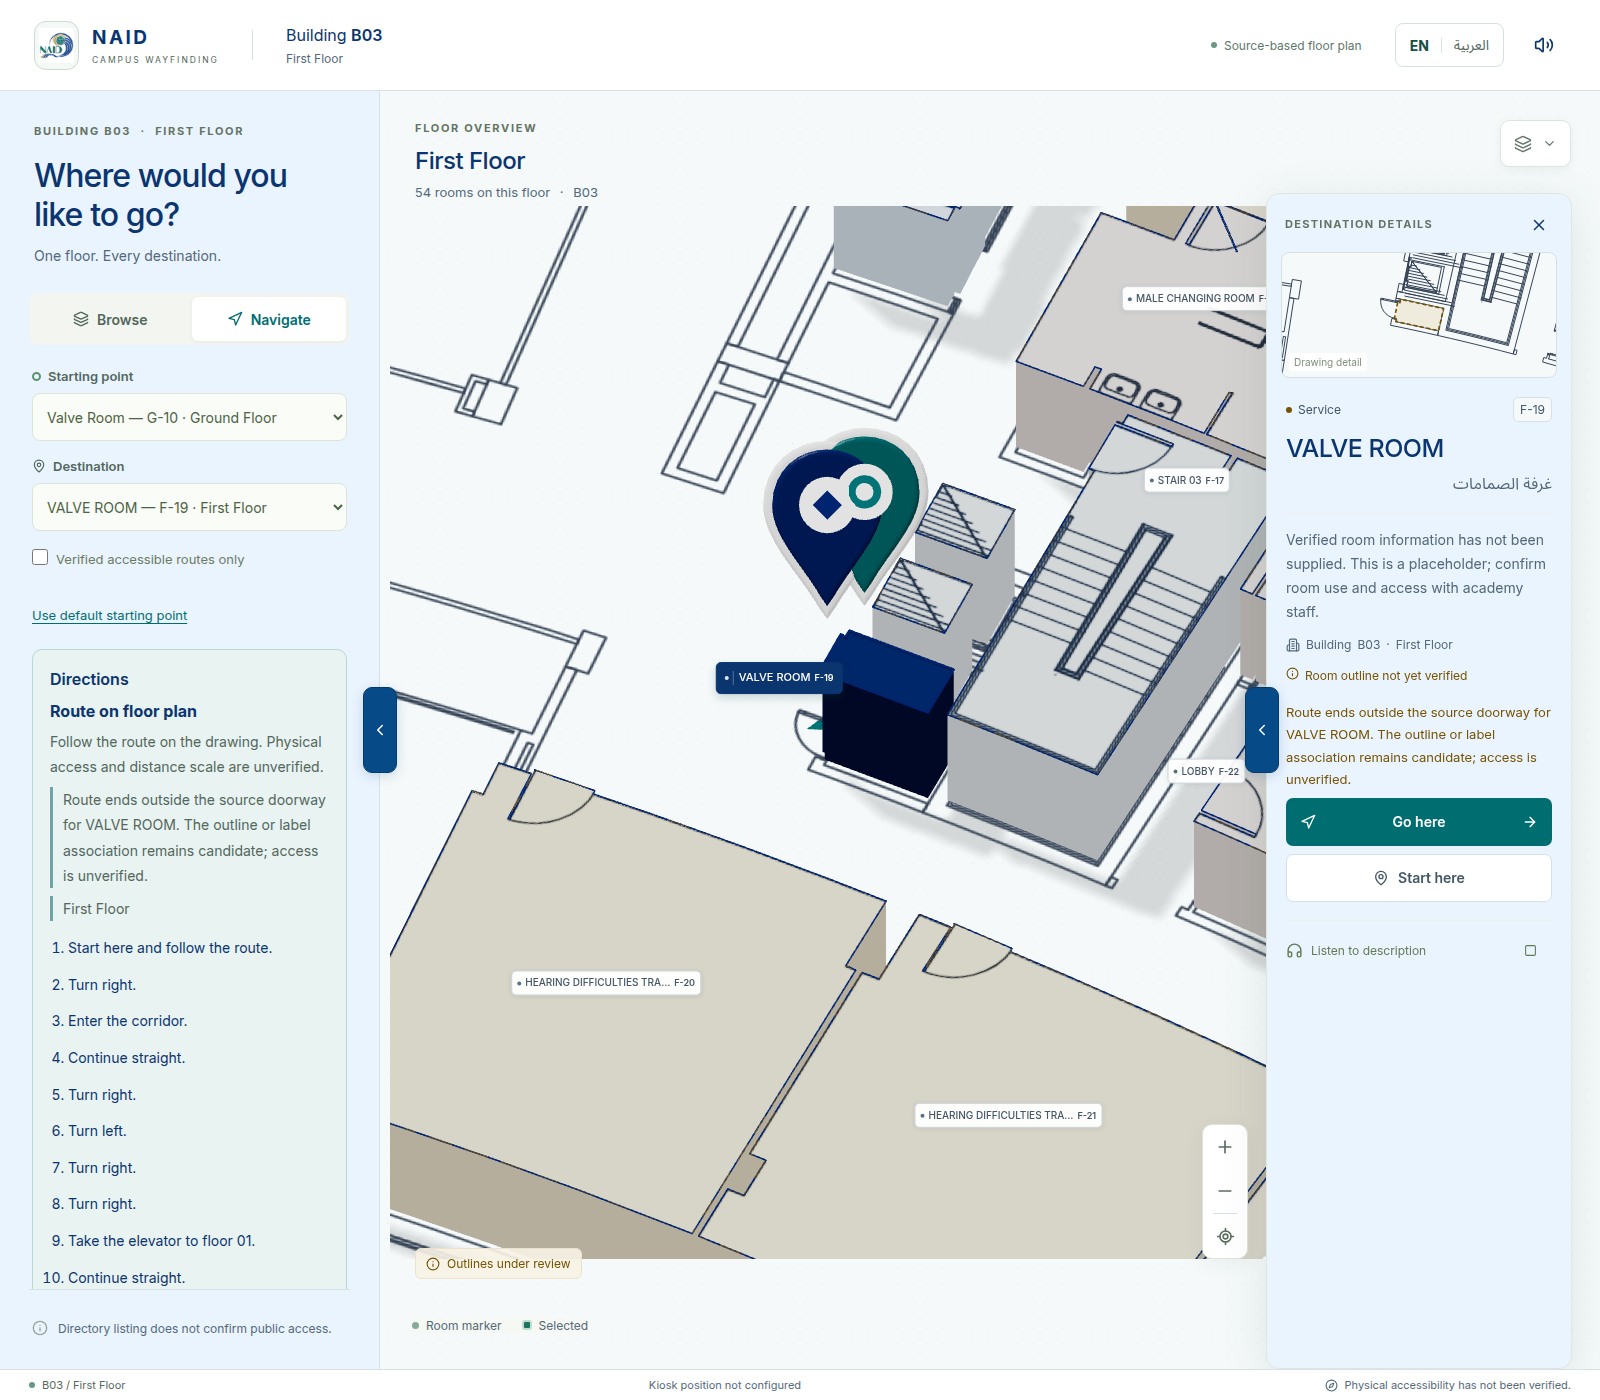 NAID
CAMPUS WAYFINDING
Building B03
First Floor
Source-based floor plan
EN
العربية
BUILDING B03 · FIRST FLOOR
Where would you
like to go?
One floor. Every destination.
Browse
Navigate
Starting point
Valve Room — G-10 · Ground Floor
Destination
VALVE ROOM — F-19 · First Floor
Verified accessible routes only
Use default starting point
Directions
Route on floor plan
Follow the route on the drawing. Physical
access and distance scale are unverified.
Route ends outside the source doorway
for VALVE ROOM. The outline or label
association remains candidate; access
is unverified.
First Floor
1. Start here and follow the route.
2. Turn right.
3. Enter the corridor.
4. Continue straight.
5. Turn right.
6. Turn left.
7. Turn right.
8. Turn right.
9. Take the elevator to floor 01.
10. Continue straight.
Directory listing does not confirm public access.
FLOOR OVERVIEW
First Floor
54 rooms on this floor · B03
MALE CHANGING ROOM F-
STAIR 03 F-17
VALVE ROOM F-19
LOBBY F-22
HEARING DIFFICULTIES TRA... F-20
HEARING DIFFICULTIES TRA... F-21
Outlines under review
Room marker
Selected
DESTINATION DETAILS
Drawing detail
Service
F-19
VALVE ROOM
غرفة الصمامات
Verified room information has not been
supplied. This is a placeholder; confirm
room use and access with academy
staff.
Building B03 · First Floor
Room outline not yet verified
Route ends outside the source doorway for
VALVE ROOM. The outline or label
association remains candidate; access is
unverified.
Go here
Start here
Listen to description
B03 / First Floor
Kiosk position not configured
Physical accessibility has not been verified.